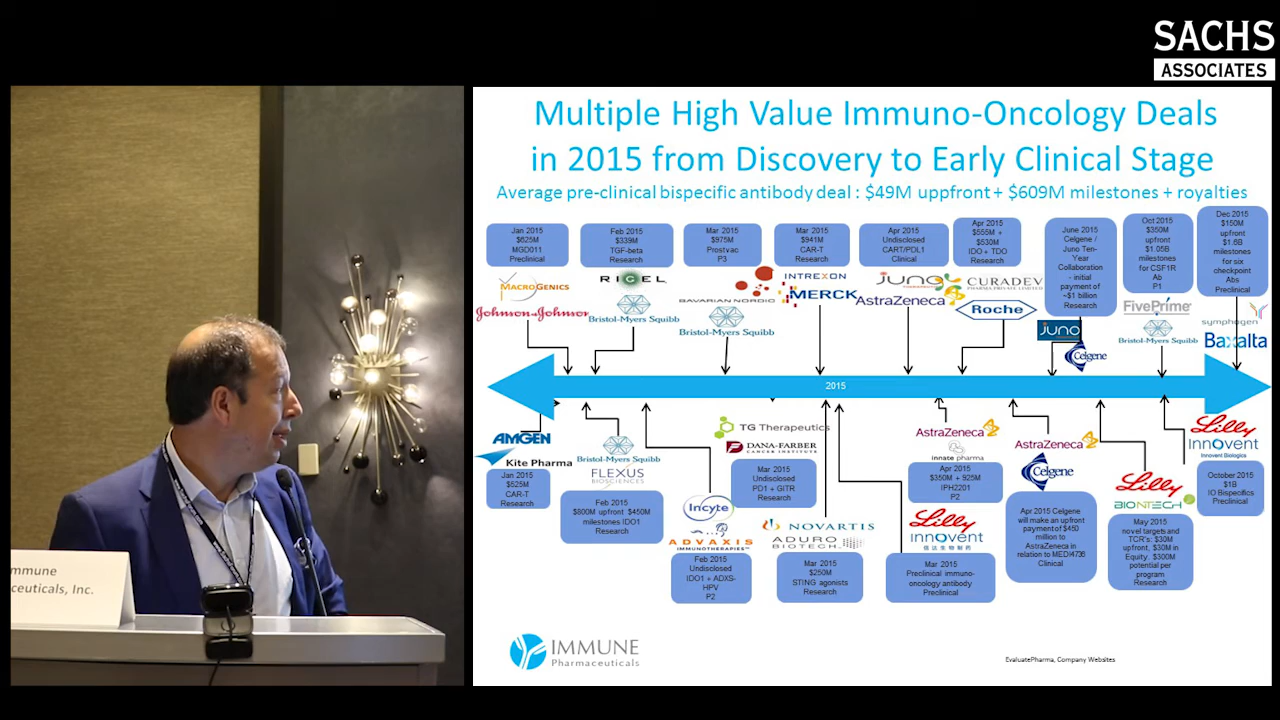 SACHS
ASSOCIATES
Multiple High Value Immuno-Oncology Deals
in 2015 from Discovery to Early Clinical Stage
Average pre-clinical bispecific antibody deal : $49M uppfront + $609M milestones + royalties
Jan 2015
$625M
MGD011
Preclinical
MACROGENICS
Johnson & Johnson
Feb 2015
$339M
TGF-beta
Research
RIGEL
Bristol-Myers Squibb
Mar 2015
$975M
Prostvac
P3
BAVARIAN NORDIC
Bristol-Myers Squibb
Mar 2015
$941M
CAR-T
Research
INTREXON
MERCK
Apr 2015
Undisclosed
CART/PDL1
Clinical
JUNO
AstraZeneca
Apr 2015
$555M +
$530M
IDO + TDO
Research
CURADEV
PHARMA PRIVATE LIMITED
Roche
June 2015
Celgene /
Juno Ten-
Year
Collaboration
- initial
payment of
~$1 billion
Research
JUNO
Celgene
Oct 2015
$350M
upfront
$1.05B
milestones
for CSF1R
Ab
P1
FivePrime
Bristol-Myers Squibb
Dec 2015
$150M
upfront
$1.6B
milestones
for six
checkpoint
Abs
Preclinical
symphogen
Baxalta
2015
AMGEN
Kite Pharma
Jan 2015
$525M
CAR-T
Research
Bristol-Myers Squibb
FLEXUS
BIOSCIENCES
Feb 2015
$800M upfront $450M
milestones IDO1
Research
Incyte
ADVAXIS
IMMUNOTHERAPIES™
Feb 2015
Undisclosed
IDO1 + ADXS-
HPV
P2
TG Therapeutics
DANA-FARBER
CANCER INSTITUTE
Mar 2015
Undisclosed
PD1 + GITR
Research
NOVARTIS
ADURO
BIOTECH
Mar 2015
$250M
STING agonists
Research
Lilly
innovent
信达生物制药
Mar 2015
Preclinical immuno-
oncology antibody
Preclinical
AstraZeneca
innate pharma
Apr 2015
$350M + 925M
IPH2201
P2
AstraZeneca
Celgene
Apr 2015 Celgene
will make an upfront
payment of $450
million to
AstraZeneca in
relation to MEDI4736
Clinical
Lilly
BIONTECH
May 2015
novel targets and
TCR's: $30M
upfront, $30M in
Equity. $300M
potential per
program
Research
Lilly
Innovent
Innovent Biologics
October 2015
$1B
IO Bispecifics
Preclinical
IMMUNE
Pharmaceuticals
EvaluatePharma, Company Websites
mmune
ceuticals, Inc.